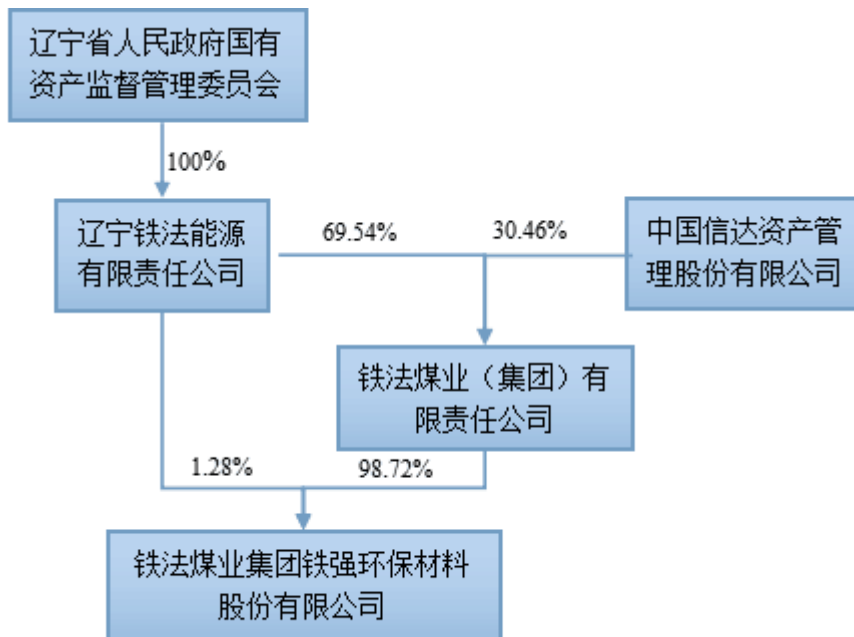 辽宁省人民政府国有
资产监督管理委员会
100%
辽宁铁法能源
有限责任公司
69.54%
30.46%
中国信达资产管
理股份有限公司
铁法煤业（集团）有
限责任公司
1.28%
98.72%
铁法煤业集团铁强环保材料
股份有限公司